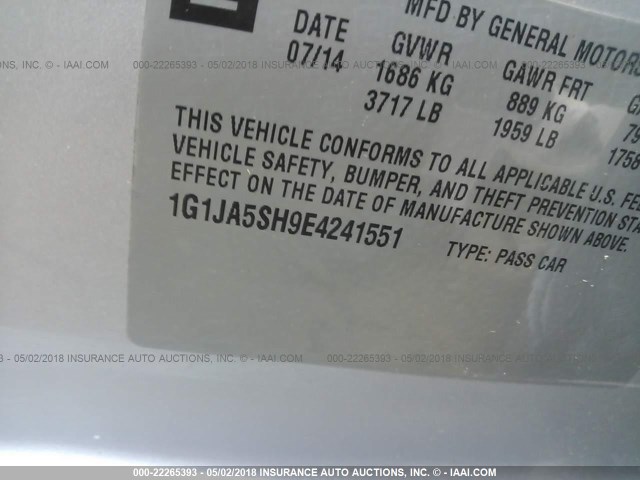 MFD BY GENERAL MOTORS
DATE GVWR GAWR FRT
07/14 1686 KG 889 KG
3717 LB 1959 LB 1758
THIS VEHICLE CONFORMS TO ALL APPLICABLE U.S.
VEHICLE SAFETY, BUMPER, AND THEFT PREVENTION
EFFECT ON THE DATE OF MANUFACTURE SHOWN ABOVE.
1G1JA5SH9E4241551 TYPE: PASS CAR
000-22265393 - 05/02/2018 INSURANCE AUTO AUCTIONS, INC. - IAAI.COM